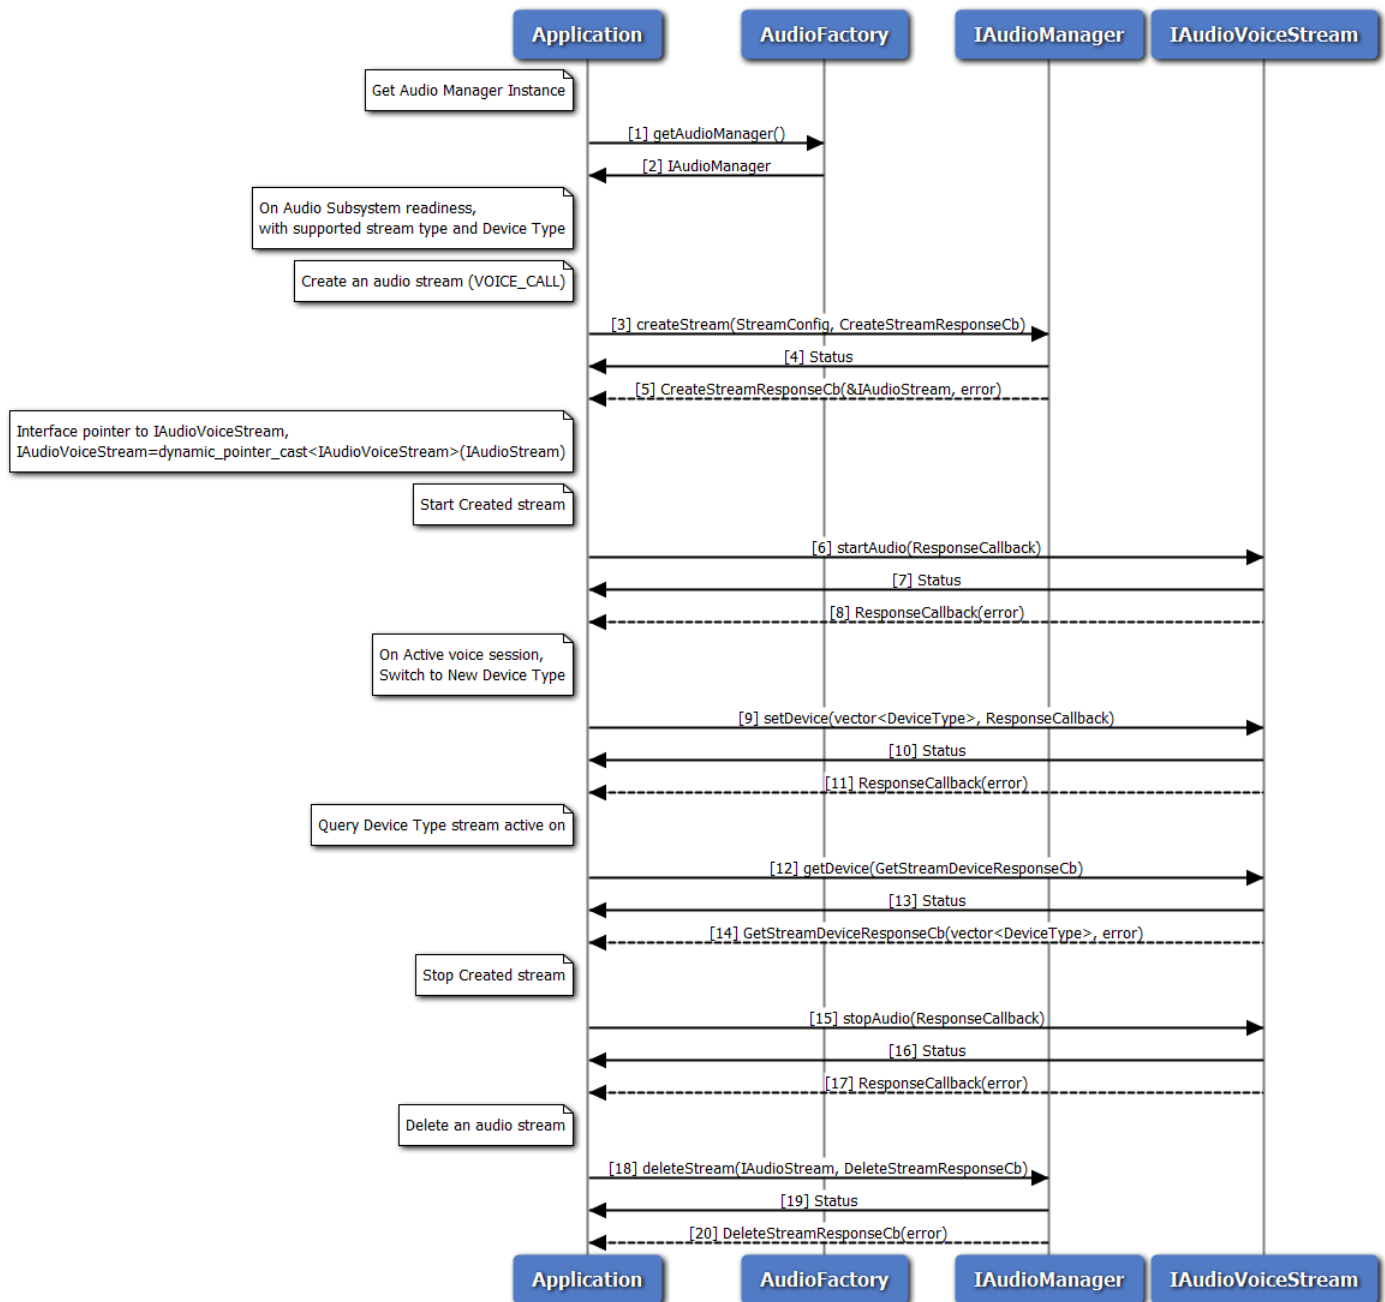 Application
AudioFactory
IAudioManager
IAudioVoiceStream
Get Audio Manager Instance
[1] getAudioManager()
[2] IAudioManager
On Audio Subsystem readiness,
with supported stream type and Device Type
Create an audio stream (VOICE_CALL)
[3] createStream(StreamConfig, CreateStreamResponseCb)
[4] Status
[5] CreateStreamResponseCb(&IAudioStream, error)
Interface pointer to IAudioVoiceStream,
IAudioVoiceStream=dynamic_pointer_cast<IAudioVoiceStream>(IAudioStream)
Start Created stream
[6] startAudio(ResponseCallback)
[7] Status
[8] ResponseCallback(error)
On Active voice session,
Switch to New Device Type
[9] setDevice(vector<DeviceType>, ResponseCallback)
[10] Status
[11] ResponseCallback(error)
Query Device Type stream active on
[12] getDevice(GetStreamDeviceResponseCb)
[13] Status
[14] GetStreamDeviceResponseCb(vector<DeviceType>, error)
Stop Created stream
[15] stopAudio(ResponseCallback)
[16] Status
[17] ResponseCallback(error)
Delete an audio stream
[18] deleteStream(IAudioStream, DeleteStreamResponseCb)
[19] Status
[20] DeleteStreamResponseCb(error)
Application
AudioFactory
IAudioManager
IAudioVoiceStream